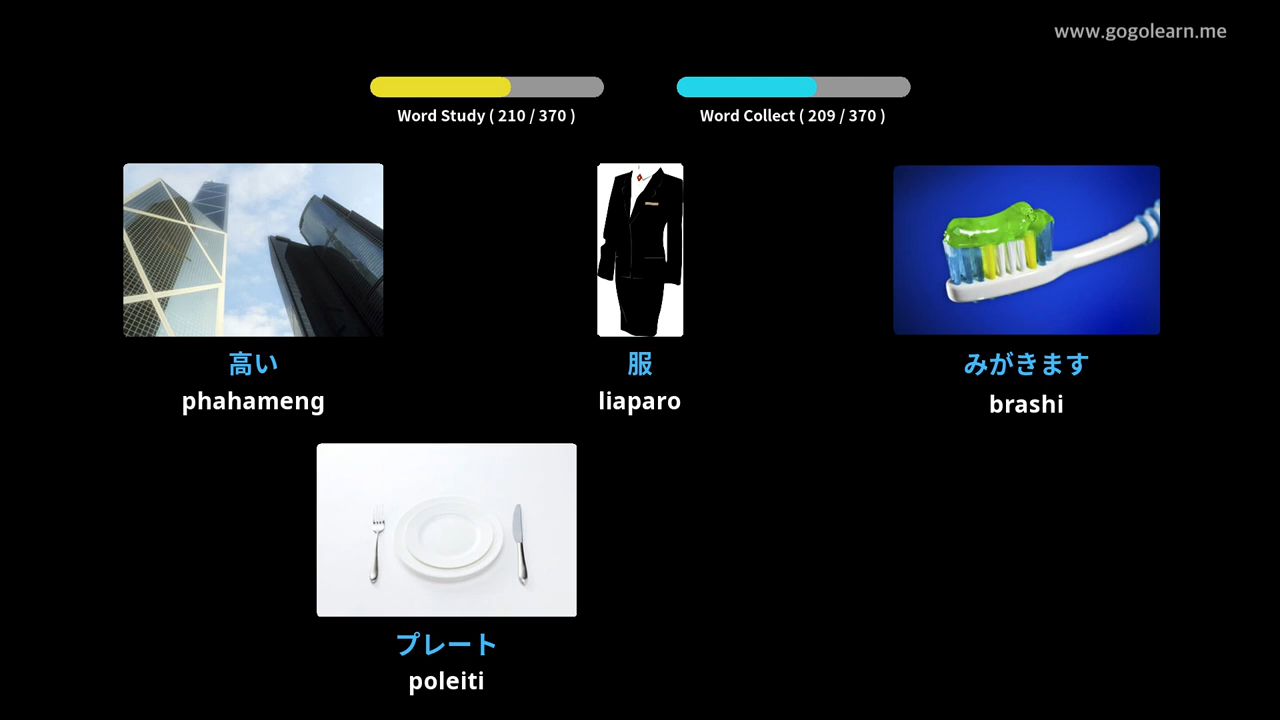 www.gogolearn.me
Word Study ( 210 / 370 )
Word Collect ( 209 / 370 )
高い
phahameng
服
liaparo
みがきます
brashi
プレート
poleiti